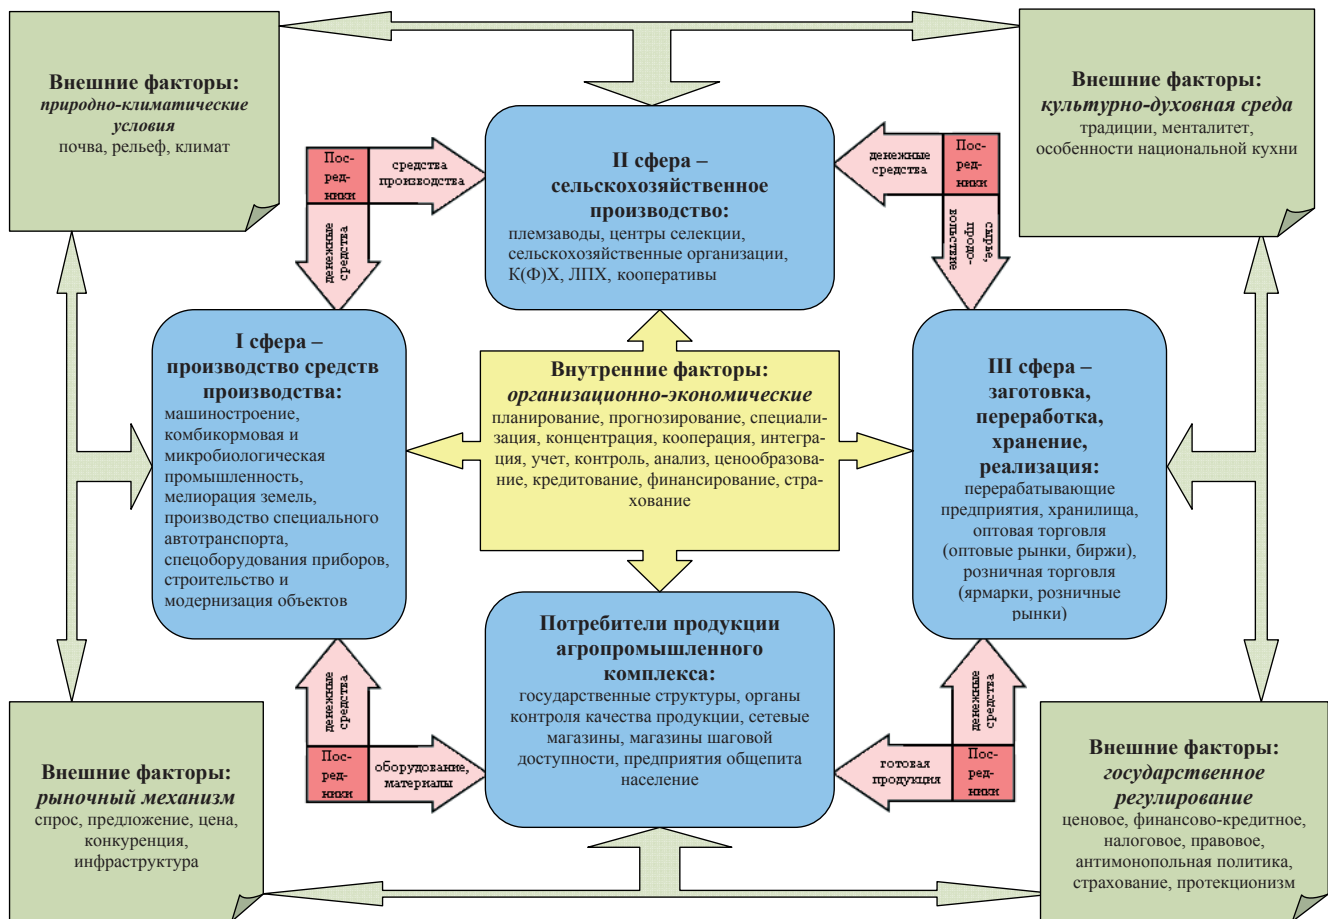 Внешние факторы:
природно-климатические
условия
почва, рельеф, климат
Внешние факторы:
культурно-духовная среда
традиции, менталитет,
особенности национальной кухни
II сфера –
сельскохозяйственное
производство:
племзаводы, центры селекции,
сельскохозяйственные организации,
К(Ф)Х, ЛПХ, кооперативы
Пос-
ред-
ники
средства
производства
денежные
средства
денежные
средства
Пос-
ред-
ники
сырье,
продо-
вольствие
I сфера –
производство средств
производства:
машиностроение,
комбикормовая и
микробиологическая
промышленность,
мелиорация земель,
производство специального
автотранспорта,
спецоборудования приборов,
строительство и
модернизация объектов
Внутренние факторы:
организационно-экономические
планирование, прогнозирование, специали-
зация, концентрация, кооперация, интегра-
ция, учет, контроль, анализ, ценообразова-
ние, кредитование, финансирование, стра-
хование
III сфера –
заготовка,
переработка,
хранение,
реализация:
перерабатывающие
предприятия, хранилища,
оптовая торговля
(оптовые рынки, биржи),
розничная торговля
(ярмарки, розничные
рынки)
Потребители продукции
агропромышленного
комплекса:
государственные структуры, органы
контроля качества продукции, сетевые
магазины, магазины шаговой
доступности, предприятия общепита
население
денежные
средства
Пос-
ред-
ники
оборудование,
материалы
денежные
средства
готовая
продукция
Пос-
ред-
ники
Внешние факторы:
рыночный механизм
спрос, предложение, цена,
конкуренция,
инфраструктура
Внешние факторы:
государственное
регулирование
ценовое, финансово-кредитное,
налоговое, правовое,
антимонопольная политика,
страхование, протекционизм